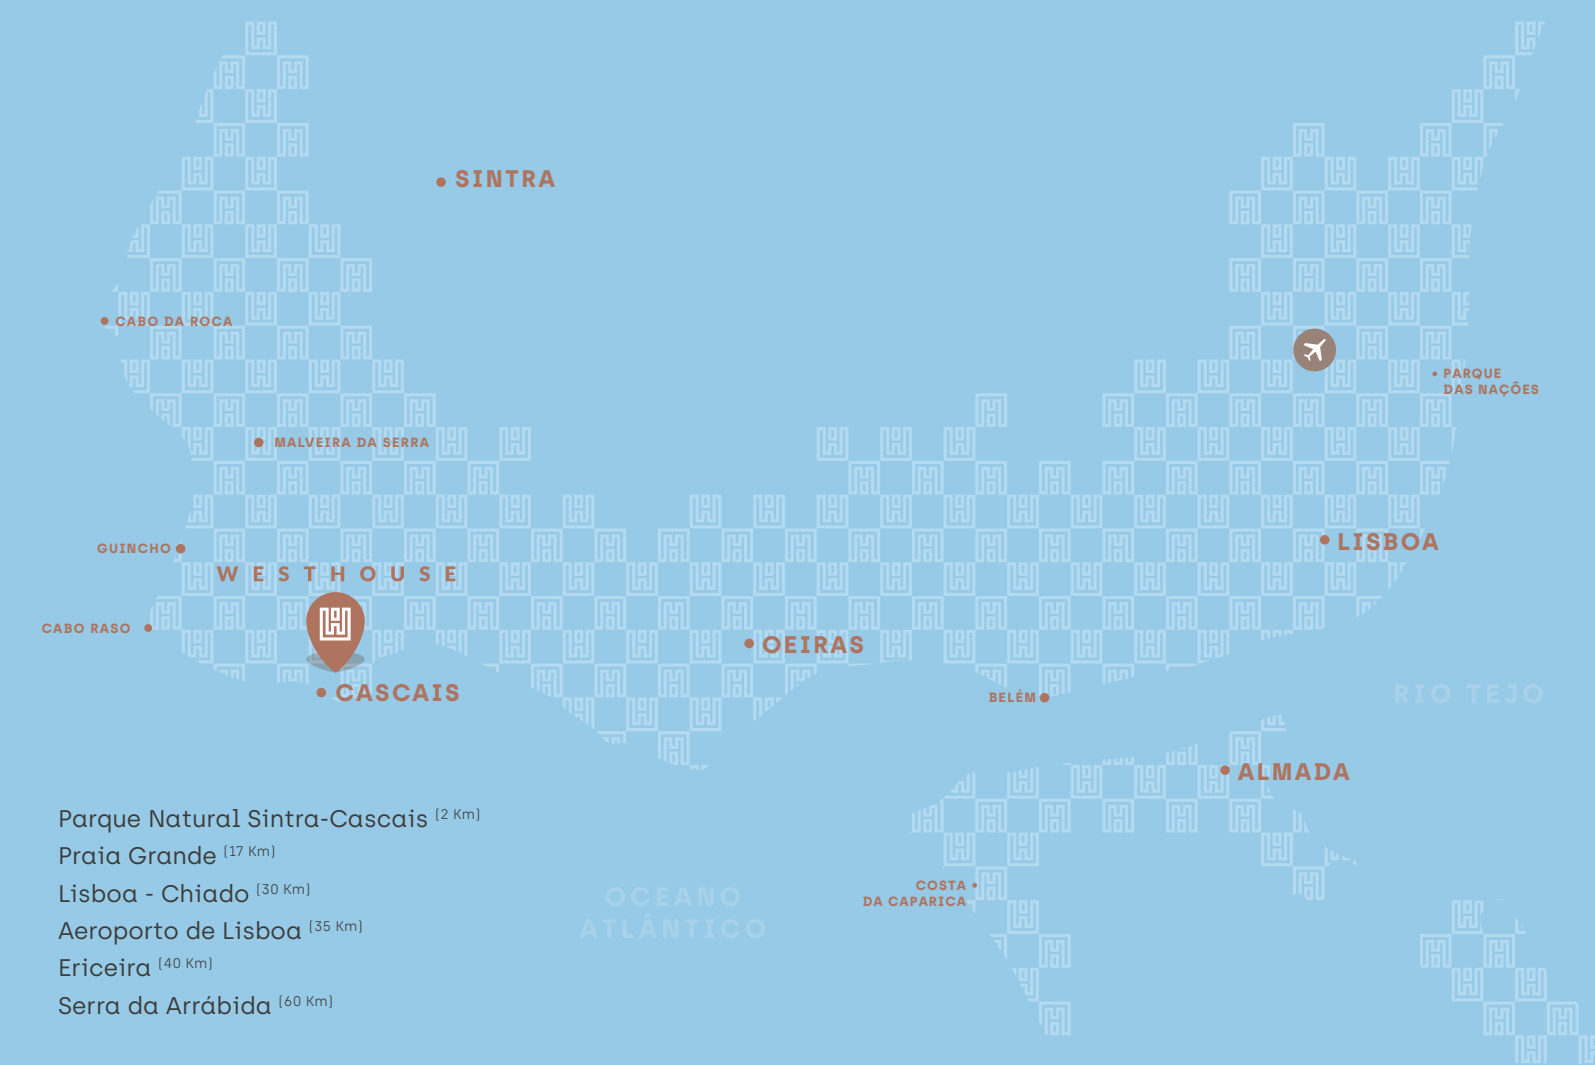 SINTRA
CABO DA ROCA
PARQUE
DAS NAÇÕES
MALVEIRA DA SERRA
LISBOA
GUINCHO
WESTHOUSE
CABO RASO
OEIRAS
CASCAIS
BELÉM
RIO TEJO
ALMADA
Parque Natural Sintra-Cascais (2 Km)
Praia Grande (17 Km)
Lisboa - Chiado (30 Km)
Aeroporto de Lisboa (35 Km)
Ericeira (40 Km)
Serra da Arrábida (60 Km)
OCEANO
ATLÂNTICO
COSTA
DA CAPARICA